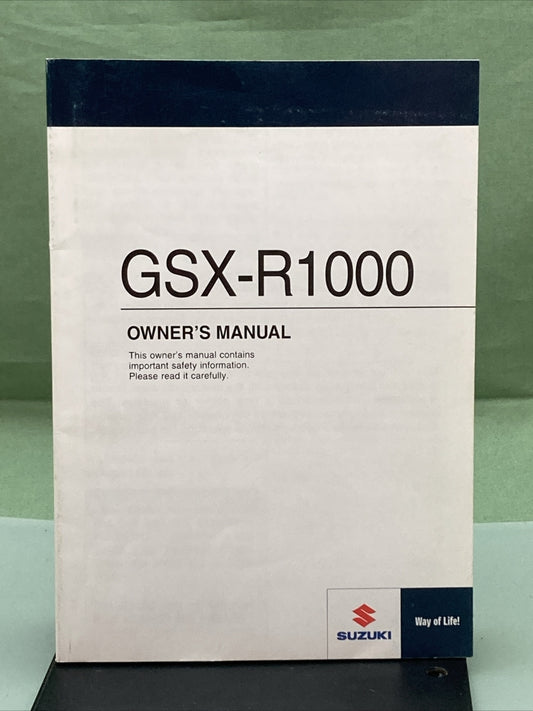 GSX-R1000
OWNER'S MANUAL
This owner's manual contains
important safety information.
Please read it carefully.
SUZUKI
Way of Life!